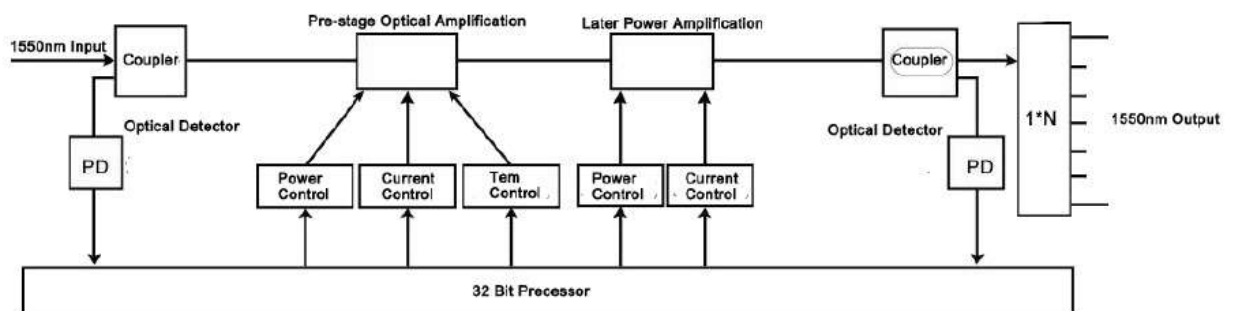 Pre-stage Optical Amplification
Later Power Amplification
1550nm Input
Coupler
Coupler
Optical Detector
Optical Detector
1*N
1550nm Output
PD
PD
Power
Control
Current
Control
Tem
Control
Power
Control
Current
Control
32 Bit Precessor